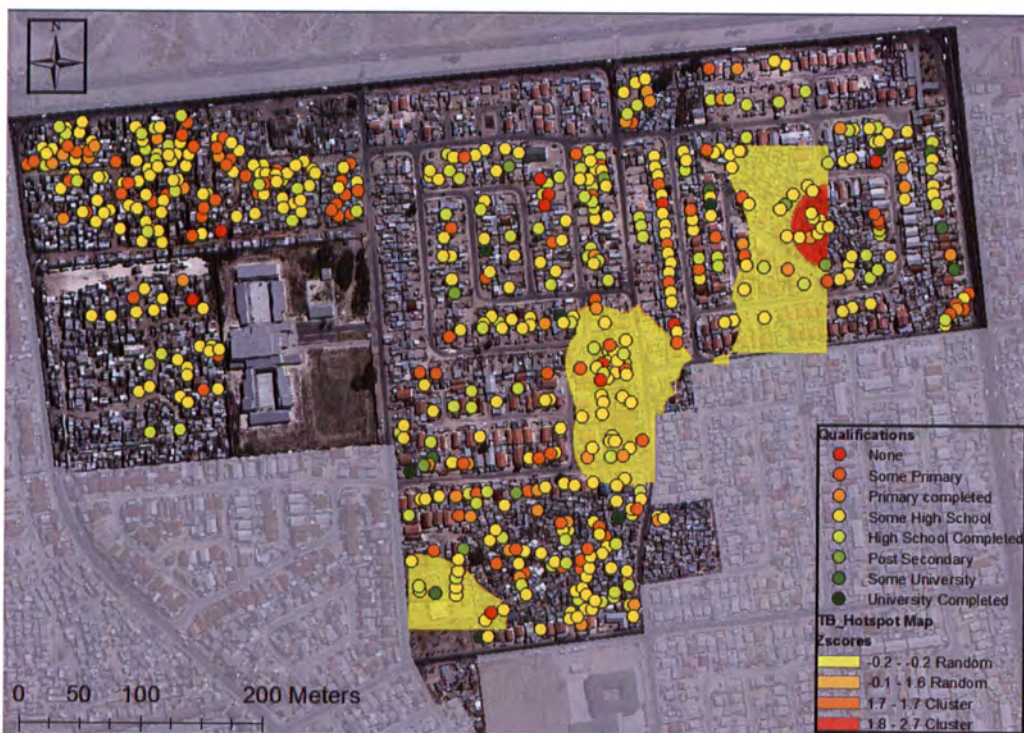 N
Qualifications
None
Some Primary
Primary completed
Some High School
High School Completed
Post Secondary
Some University
University Completed
TB_Hotspot Map
Zscores
-0.2 - -0.2 Random
-0.1 - 1.6 Random
1.7 - 1.7 Cluster
1.8 - 2.7 Cluster
0 50 100 200 Meters